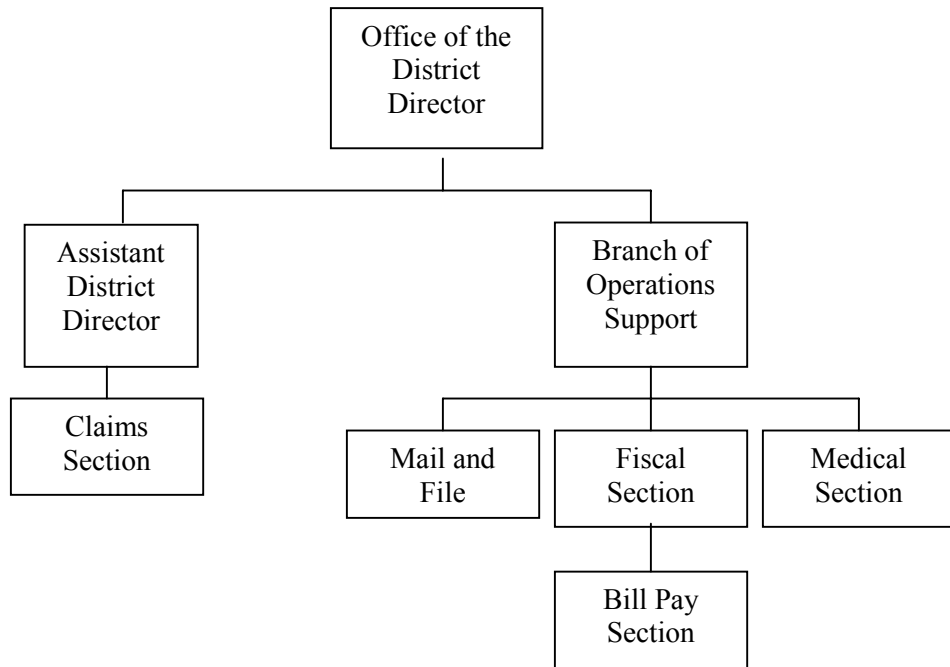 Office of the
District
Director
Assistant
District
Director
Branch of
Operations
Support
Claims
Section
Mail and
File
Fiscal
Section
Medical
Section
Bill Pay
Section